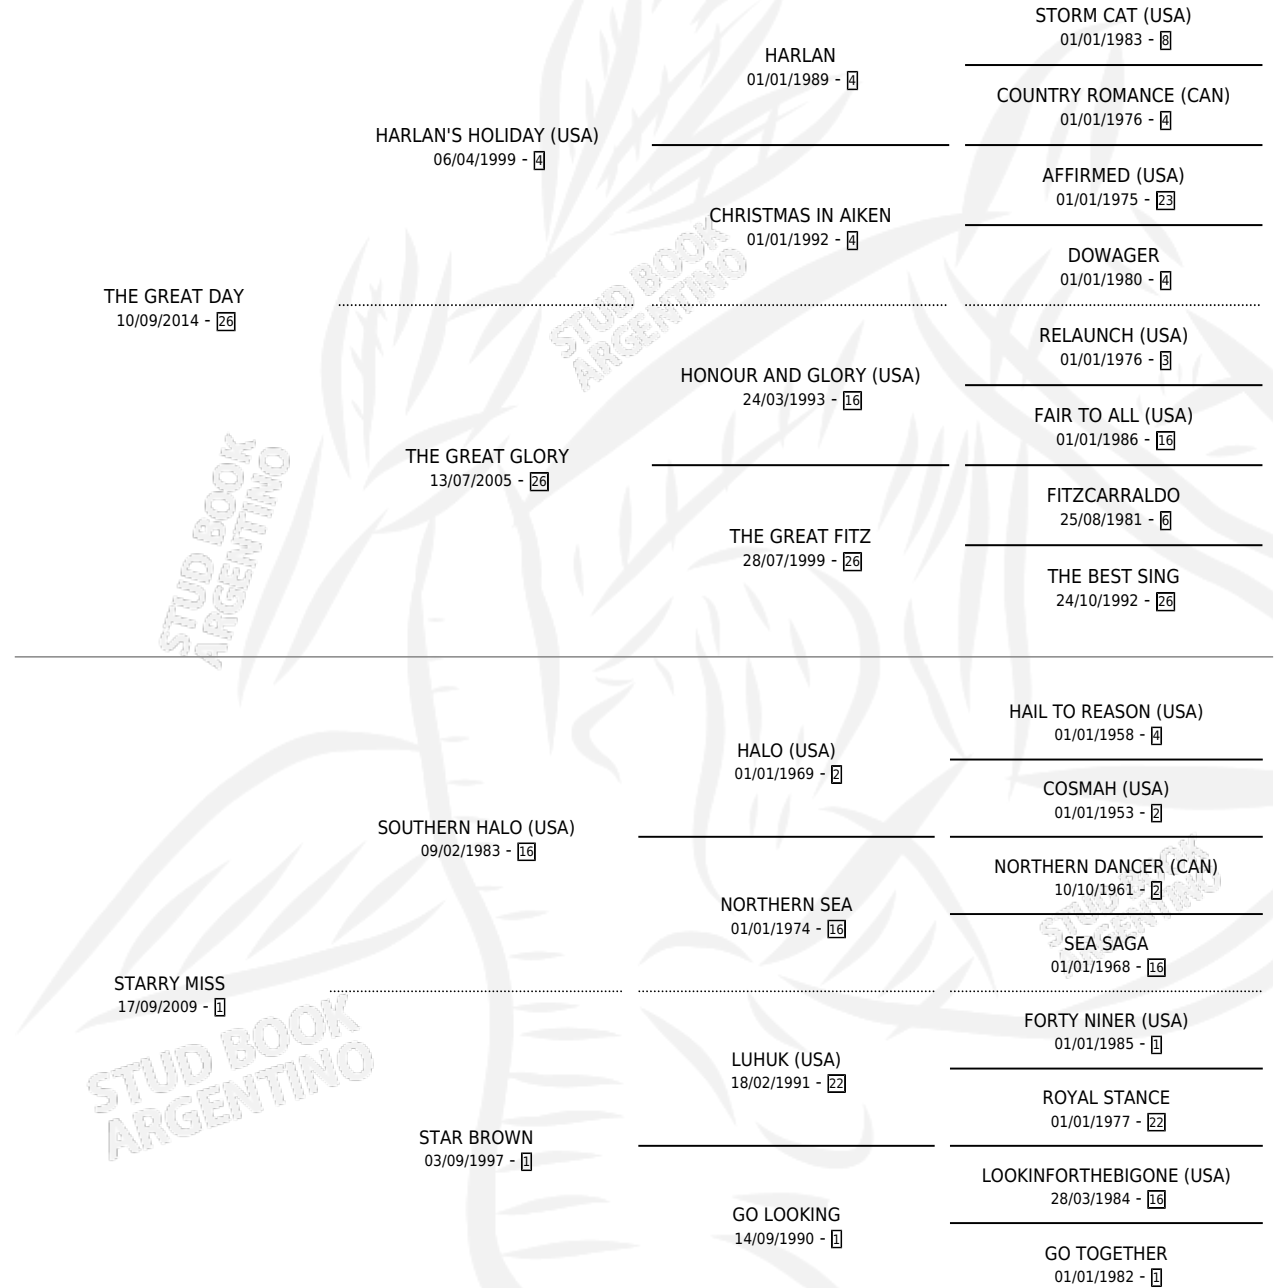 STORM CAT (USA)
01/01/1983 - 8
HARLAN
01/01/1989 - 4
COUNTRY ROMANCE (CAN)
01/01/1976 - 4
HARLAN'S HOLIDAY (USA)
06/04/1999 - 4
AFFIRMED (USA)
01/01/1975 - 23
CHRISTMAS IN AIKEN
01/01/1992 - 4
DOWAGER
01/01/1980 - 4
THE GREAT DAY
10/09/2014 - 26
STUD BOOK
ARGENTINO
RELAUNCH (USA)
01/01/1976 - 3
HONOUR AND GLORY (USA)
24/03/1993 - 16
FAIR TO ALL (USA)
01/01/1986 - 16
THE GREAT GLORY
13/07/2005 - 26
FITZCARRALDO
25/08/1981 - 6
THE GREAT FITZ
28/07/1999 - 26
THE BEST SING
24/10/1992 - 26
STUD BOOK
ARGENTINO
HAIL TO REASON (USA)
01/01/1958 - 4
HALO (USA)
01/01/1969 - 2
COSMAH (USA)
01/01/1953 - 2
SOUTHERN HALO (USA)
09/02/1983 - 16
NORTHERN DANCER (CAN)
10/10/1961 - 2
NORTHERN SEA
01/01/1974 - 16
STUD BOOK
ARGENTINO
SEA SAGA
01/01/1968 - 16
STARRY MISS
17/09/2009 - 1
FORTY NINER (USA)
01/01/1985 - 1
LUHUK (USA)
18/02/1991 - 22
STUD BOOK
ARGENTINO
ROYAL STANCE
01/01/1977 - 22
STAR BROWN
03/09/1997 - 1
LOOKINFORTHEBIGONE (USA)
28/03/1984 - 16
GO LOOKING
14/09/1990 - 1
GO TOGETHER
01/01/1982 - 1